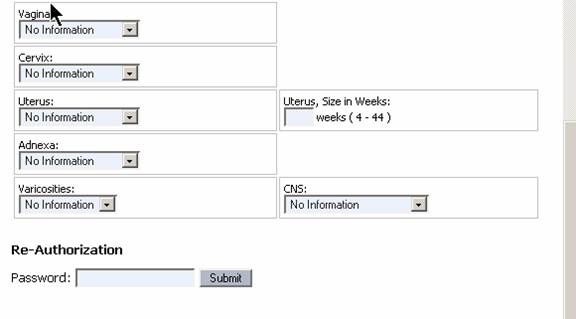 Vagina
No Information
Cervix:
No Information
Uterus: Uterus, Size in Weeks:
No Information weeks ( 4 - 44 )
Adnexa:
No Information
Varicosities: CNS:
No Information No Information
Re-Authorization
Password: Submit